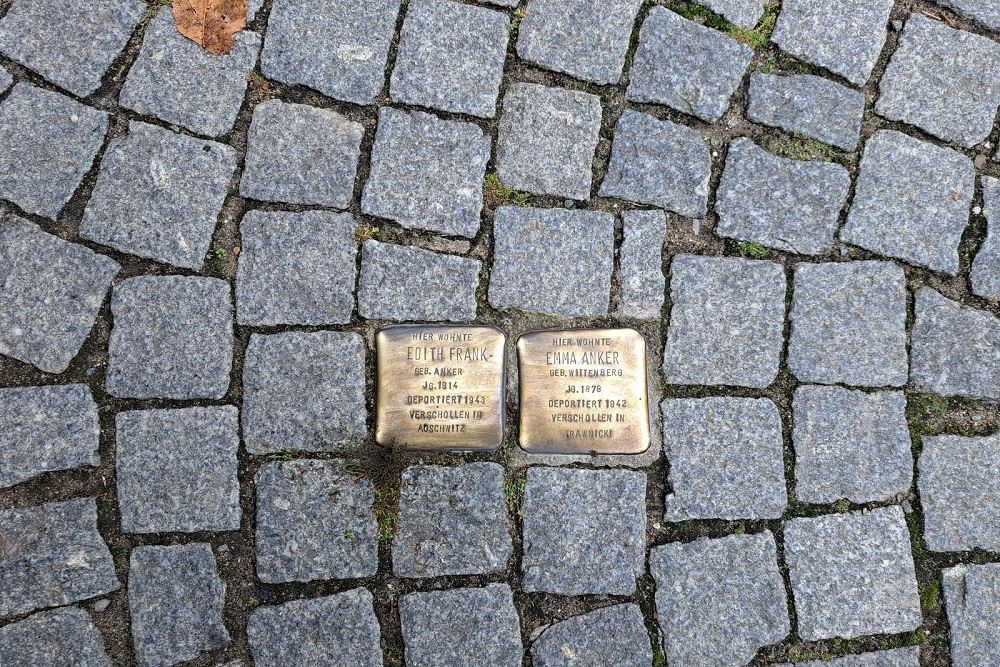 HIER WOHNTE
EDITH FRANK-
GEB. ANKER
JG. 1914
DEPORTIERT 1943
VERSCHOLLEN IN
AUSCHWITZ
HIER WOHNTE
EMMA ANKER
GEB. WITTENBERG
JG. 1878
DEPORTIERT 1942
VERSCHOLLEN IN
TRAWNICKI